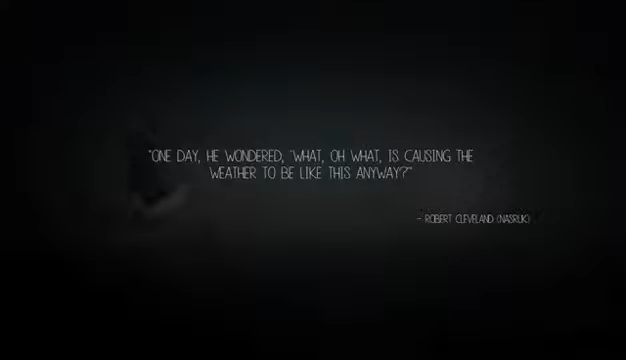 "ONE DAY, HE WONDERED, "WHAT, OH WHAT, IS CAUSING THE
WEATHER TO BE LIKE THIS ANYWAY?"
- ROBERT CLEVELAND (NASRUK)